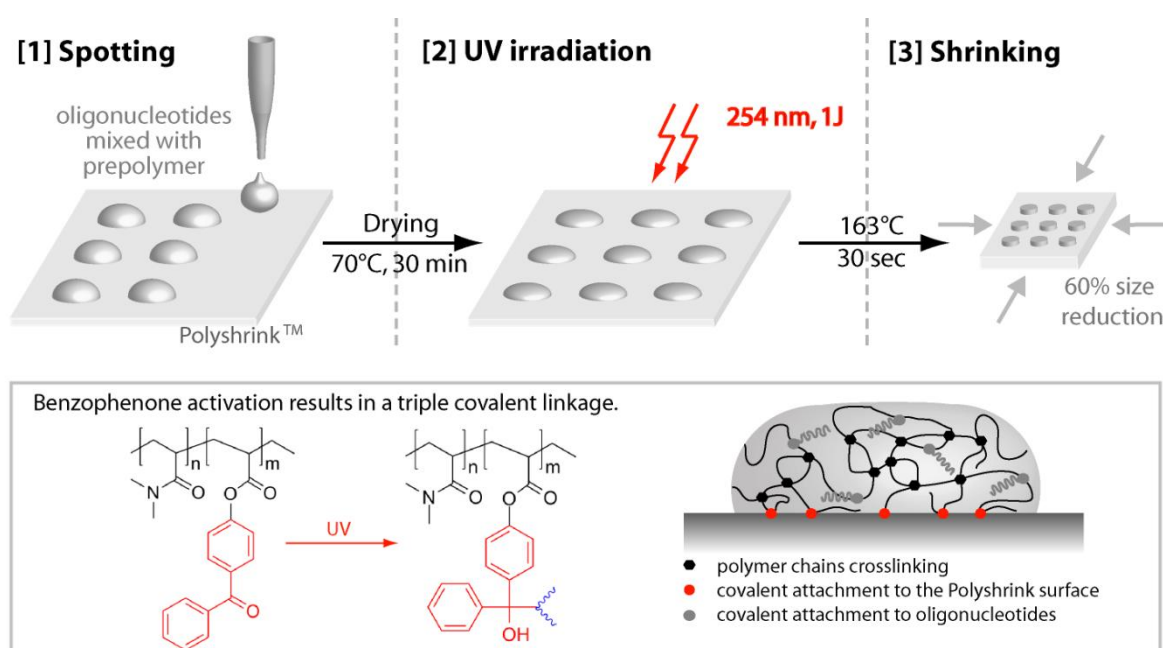 [1] Spotting
oligonucleotides
mixed with
prepolymer
Polyshrink™
Drying
70°C, 30 min
[2] UV irradiation
254 nm, 1J
163°C
30 sec
[3] Shrinking
60% size
reduction
Benzophenone activation results in a triple covalent linkage.
n
m
N
O
O
O
O
UV
n
m
N
O
O
O
OH
polymer chains crosslinking
covalent attachment to the Polyshrink surface
covalent attachment to oligonucleotides